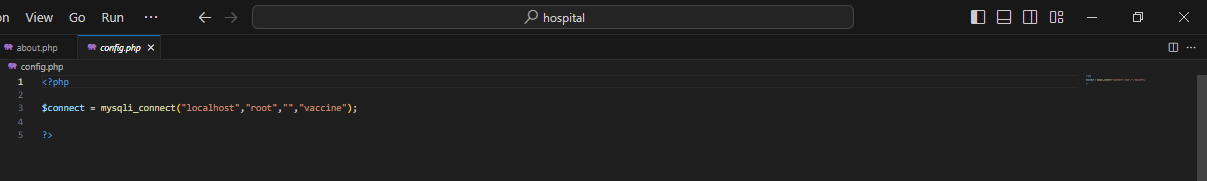 on View Go Run ··· ← → hospital
about.php config.php ×
config.php
1 <?php
2
3 $connect = mysqli_connect("localhost","root","","vaccine");
4
5 ?>